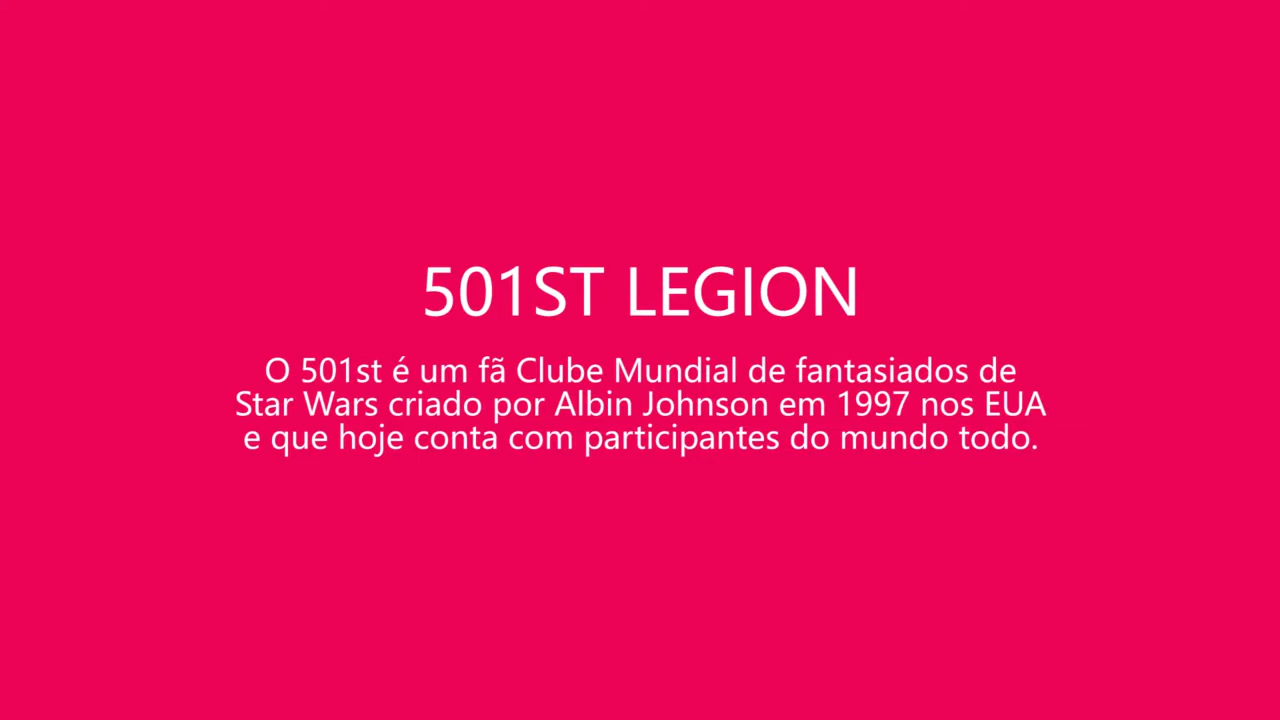 501ST LEGION
O 501st é um fã Clube Mundial de fantasiados de
Star Wars criado por Albin Johnson em 1997 nos EUA
e que hoje conta com participantes do mundo todo.